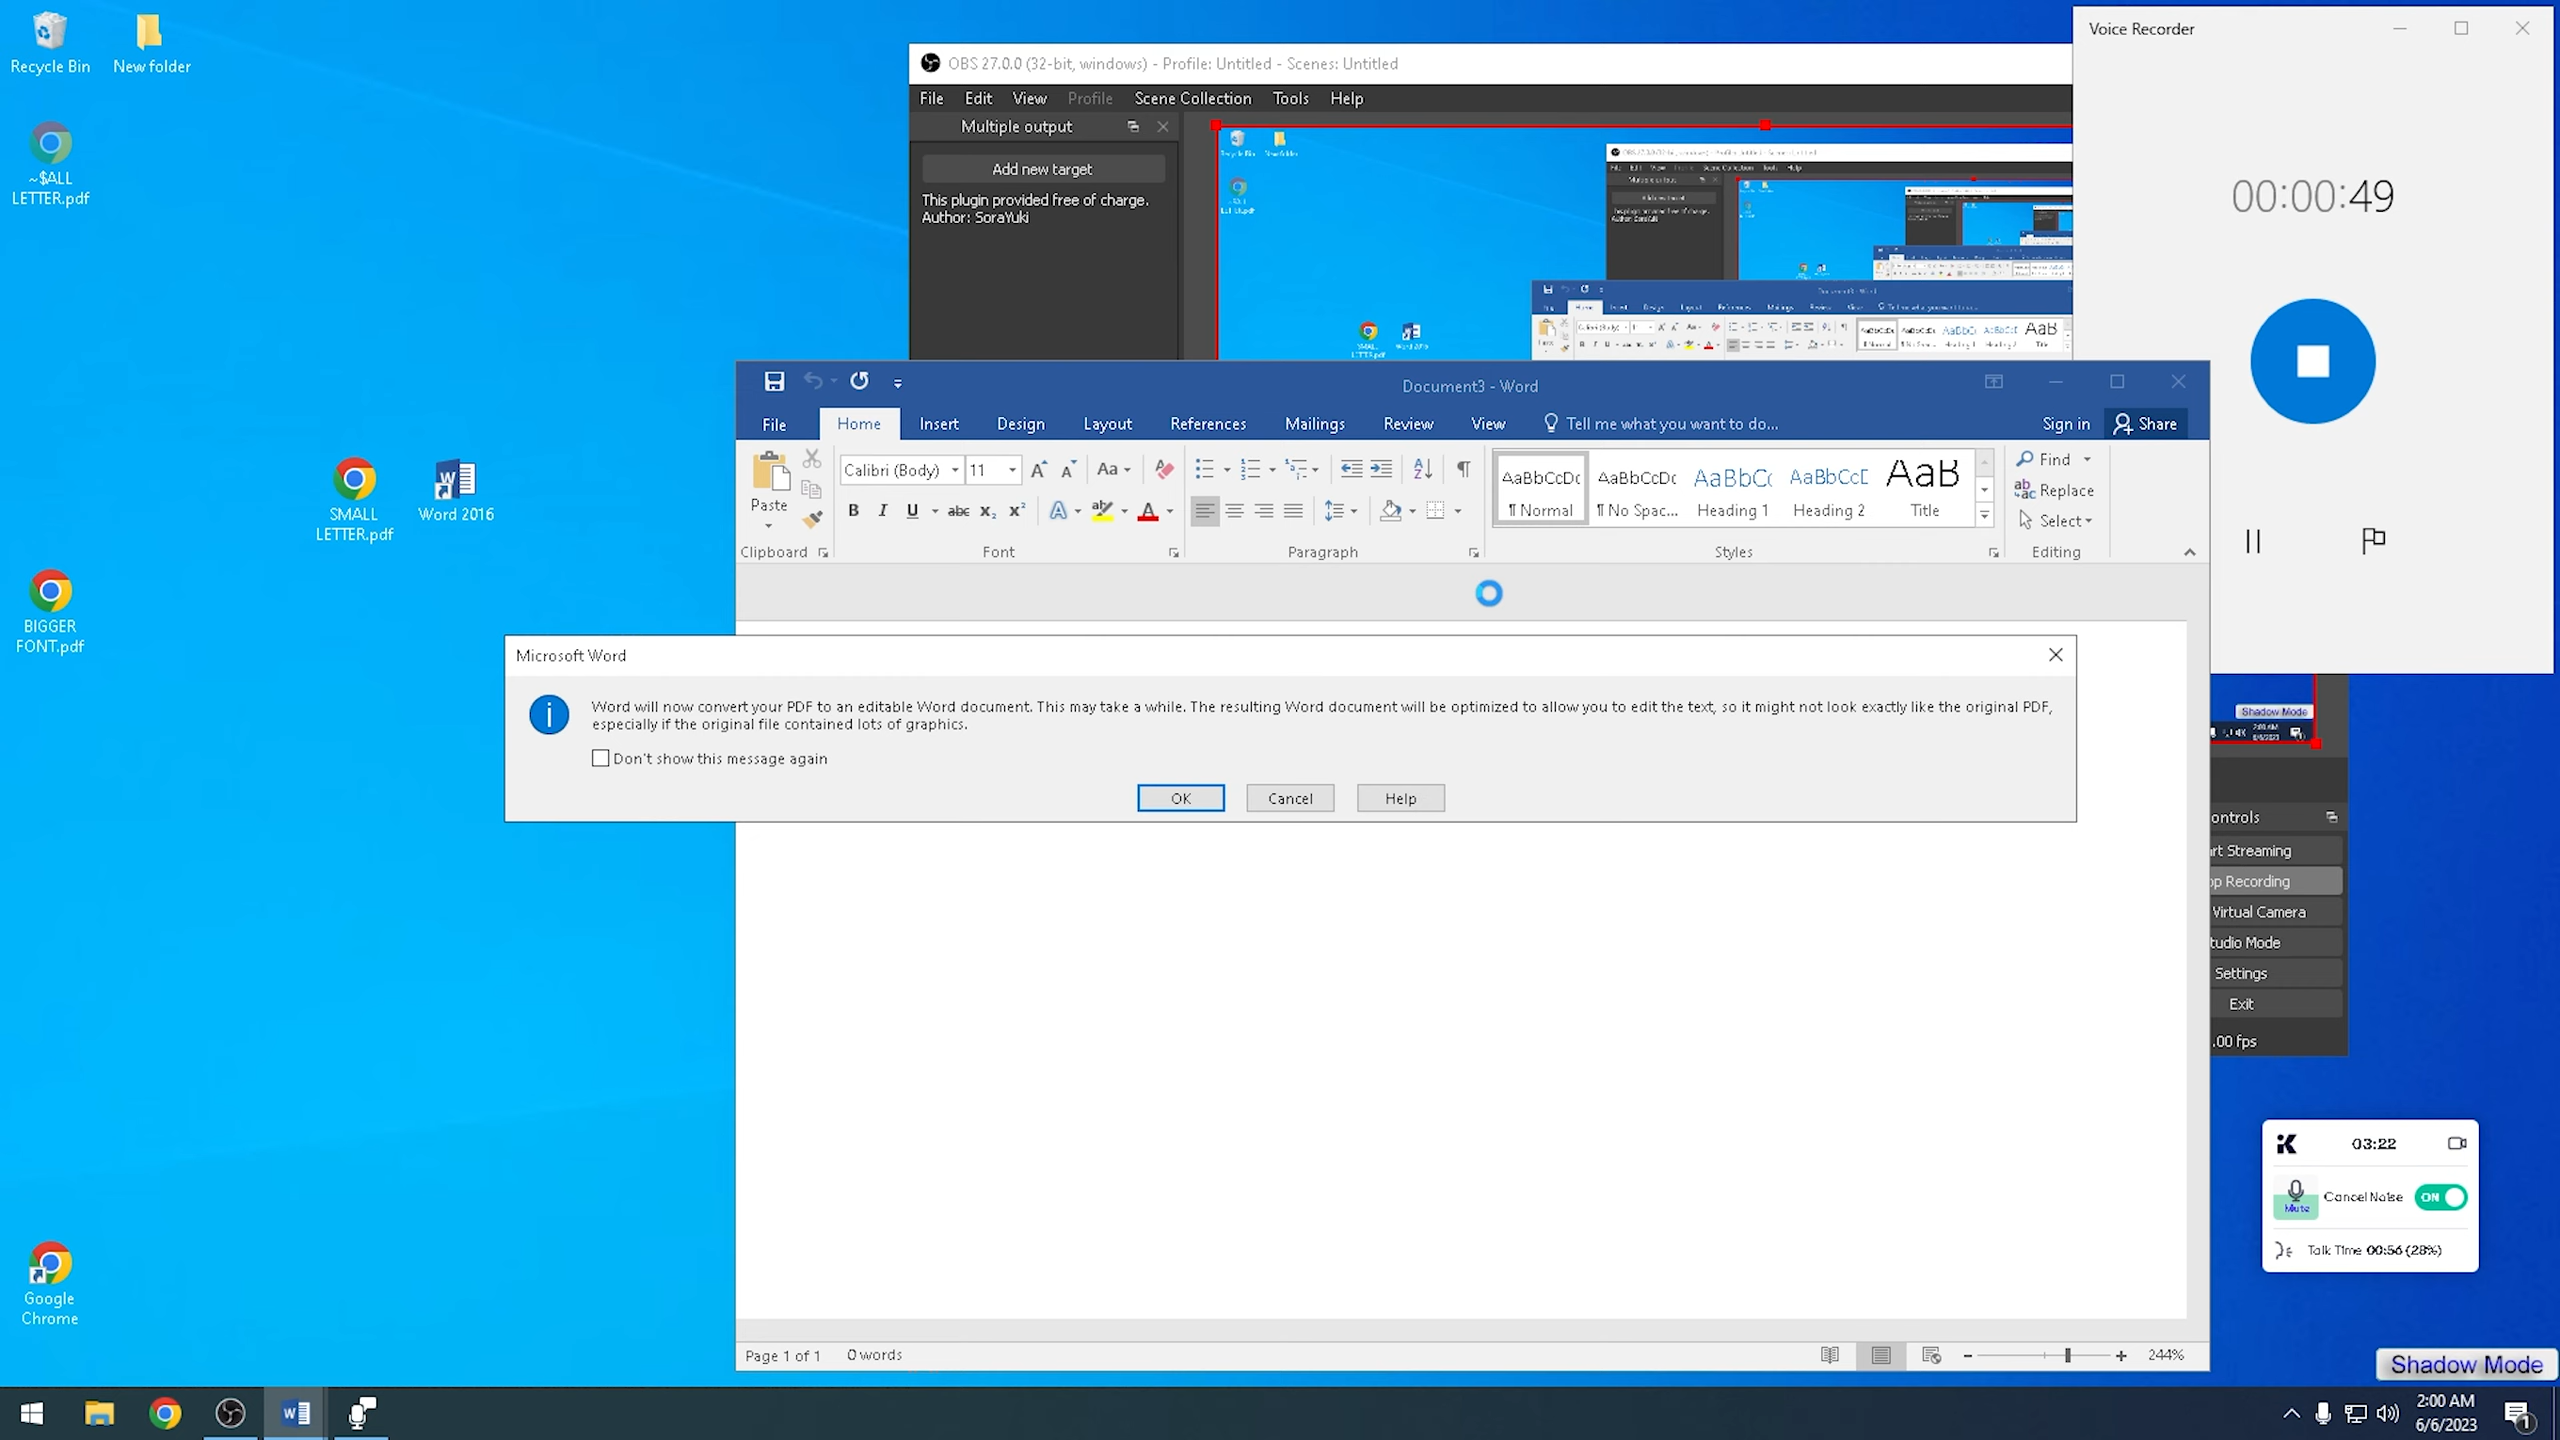 Recycle Bin
New folder
~$ALL
LETTER.pdf
SMALL
LETTER.pdf
Word 2016
BIGGER
FONT.pdf
Google
Chrome
OBS 27.0.0 (32-bit, windows) - Profile: Untitled - Scenes: Untitled
File Edit View Profile Scene Collection Tools Help
Multiple output
Add new target
This plugin provided free of charge.
Author: SoraYuki
Voice Recorder
00:00:49
Document3 - Word
File Home Insert Design Layout References Mailings Review View Tell me what you want to do... Sign in Share
Paste
Clipboard
Calibri (Body) 11
Font
Paragraph
AaBbCcDc AaBbCcDc AaBbC AaBbCcE AaB
¶ Normal ¶ No Spac... Heading 1 Heading 2 Title
Styles
Find
Replace
Select
Editing
Microsoft Word
Word will now convert your PDF to an editable Word document. This may take a while. The resulting Word document will be optimized to allow you to edit the text, so it might not look exactly like the original PDF,
especially if the original file contained lots of graphics.
Don't show this message again
OK Cancel Help
Page 1 of 1 0 words
244%
Shadow Mode
ontrols
rt Streaming
op Recording
Virtual Camera
tudio Mode
Settings
Exit
.00 fps
03:22
Mute
Cancel Noise ON
Talk Time 00:56 (28%)
Shadow Mode
2:00 AM
6/6/2023
1